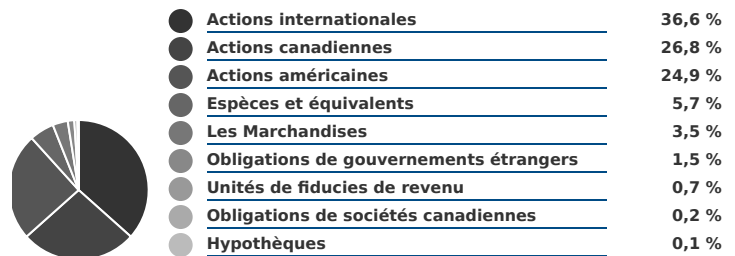 Actions internationales 36,6 %
Actions canadiennes 26,8 %
Actions américaines 24,9 %
Espèces et équivalents 5,7 %
Les Marchandises 3,5 %
Obligations de gouvernements étrangers 1,5 %
Unités de fiducies de revenu 0,7 %
Obligations de sociétés canadiennes 0,2 %
Hypothèques 0,1 %